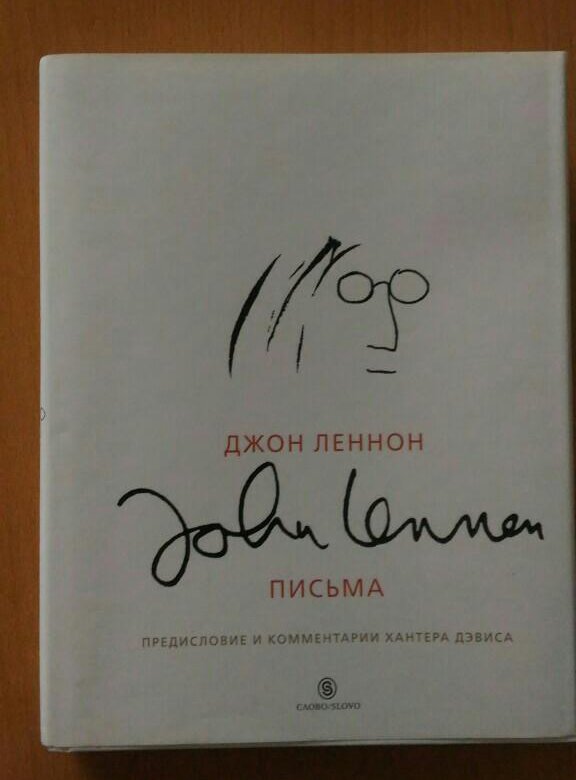 ДЖОН ЛЕННОН
John Lennon
ПИСЬМА
ПРЕДИСЛОВИЕ И КОММЕНТАРИИ ХАНТЕРА ДЭВИСА
СЛОВО/SLOVO